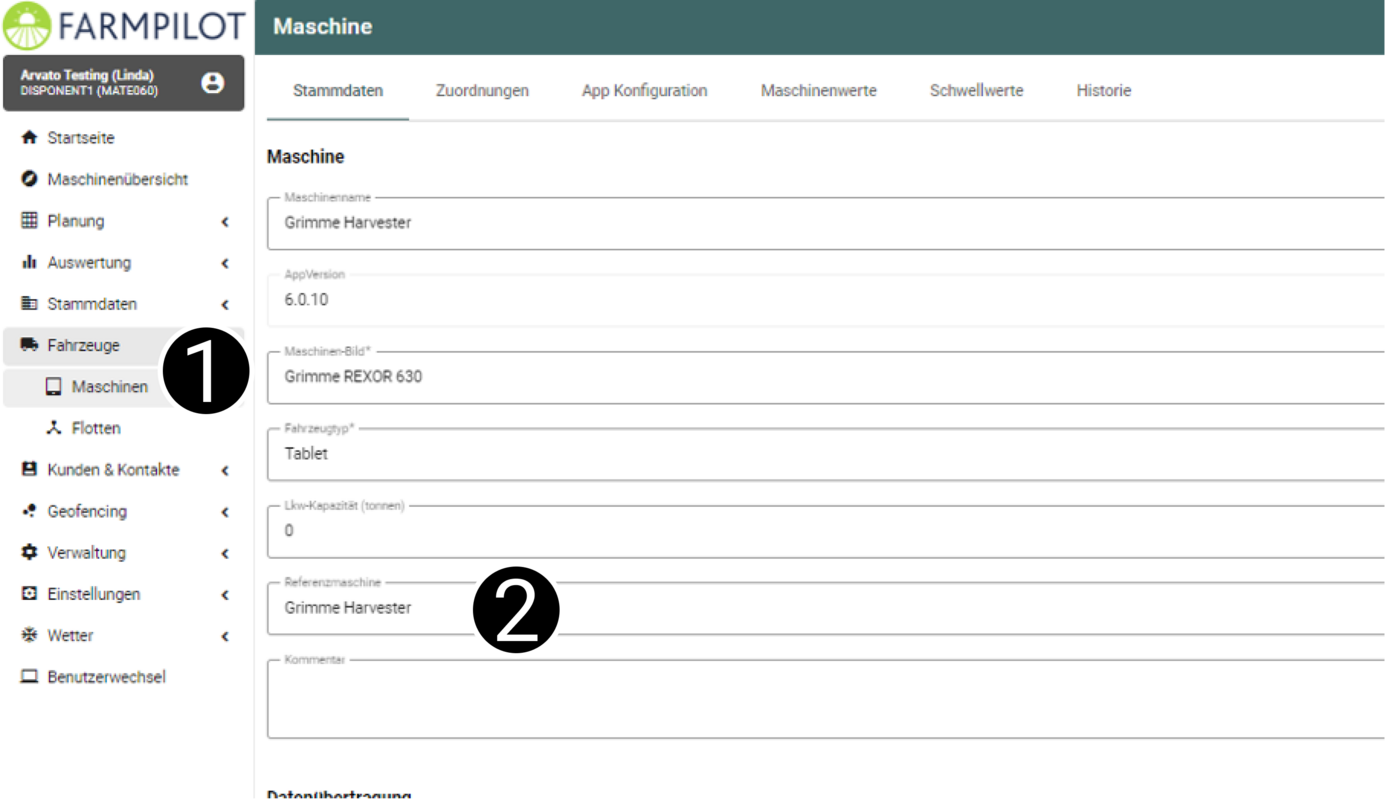 FARMPILOT
Arvato Testing (Linda)
DISPONENT1 (MATE060)
Startseite
Maschinenübersicht
Planung
Auswertung
Stammdaten
Fahrzeuge
1
Maschinen
Flotten
Kunden & Kontakte
Geofencing
Verwaltung
Einstellungen
Wetter
Benutzerwechsel
Maschine
Stammdaten Zuordnungen App Konfiguration Maschinenwerte Schwellwerte Historie
Maschine
Maschinenname
Grimme Harvester
AppVersion
6.0.10
Maschinen-Bild*
Grimme REXOR 630
Fahrzeugtyp*
Tablet
Lkw-Kapazität (tonnen)
0
Referenzmaschine
Grimme Harvester
2
Kommentar
Datenübertragung